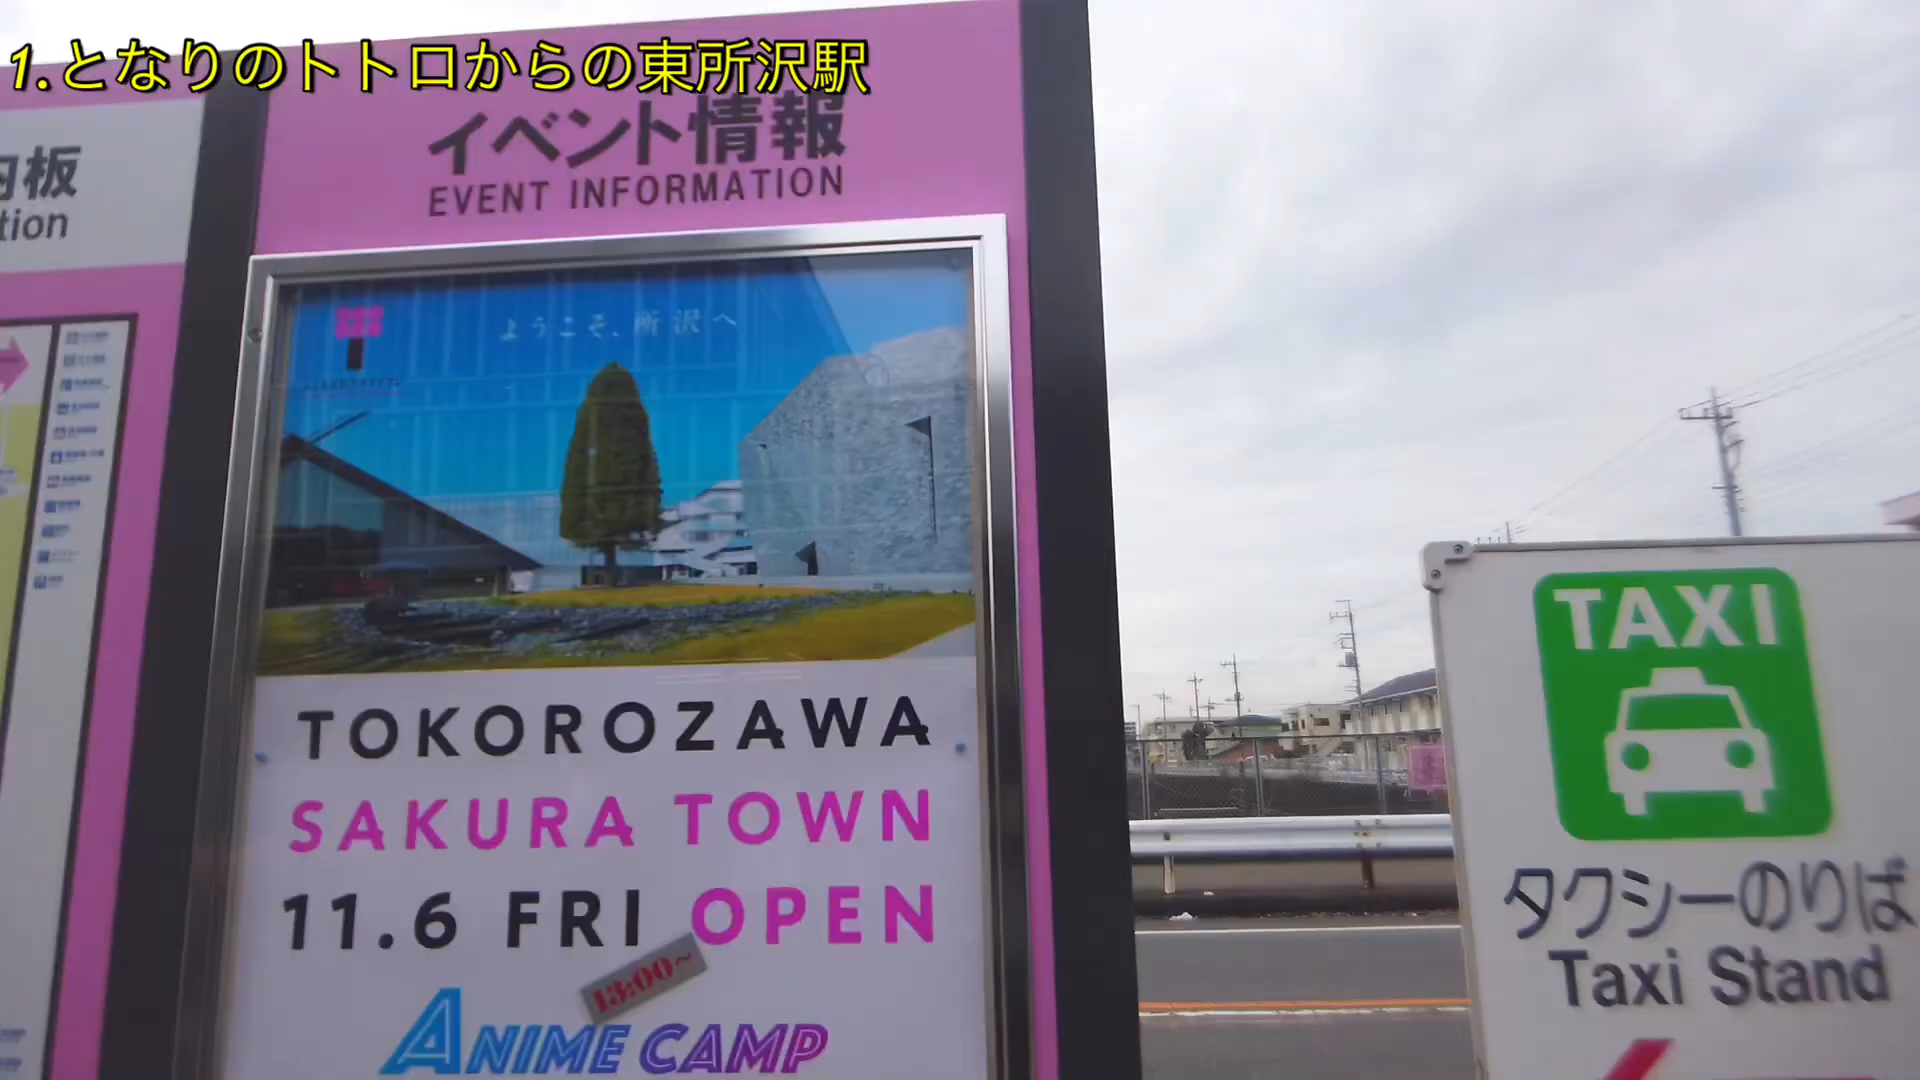 1.となりのトトロからの東所沢駅
内板
tion
イベント情報
EVENT INFORMATION
ようこそ、所沢へ
TOKOROZAWA
SAKURA TOWN
11.6 FRI OPEN
13:00~
ANIME CAMP
TAXI
タクシーのりば
Taxi Stand